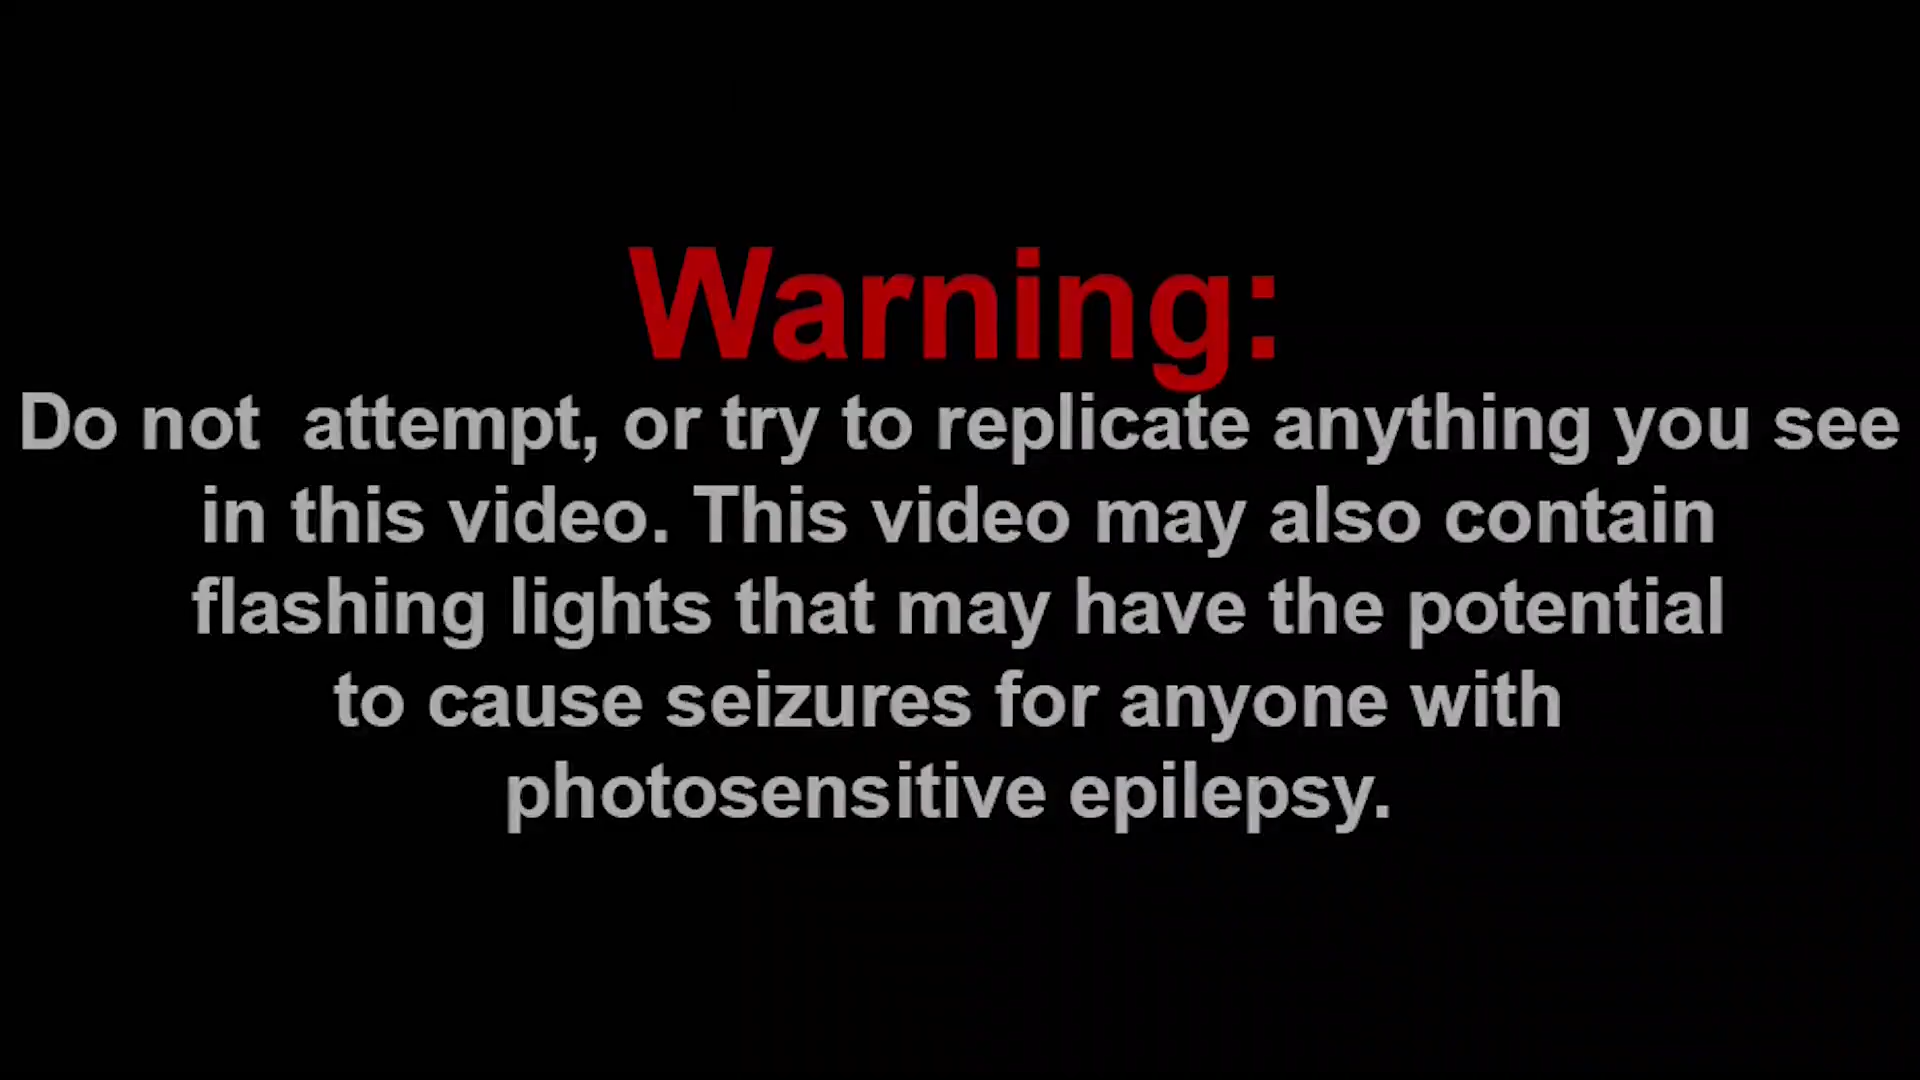 Warning:
Do not  attempt, or try to replicate anything you see
in this video. This video may also contain
flashing lights that may have the potential
to cause seizures for anyone with
photosensitive epilepsy.